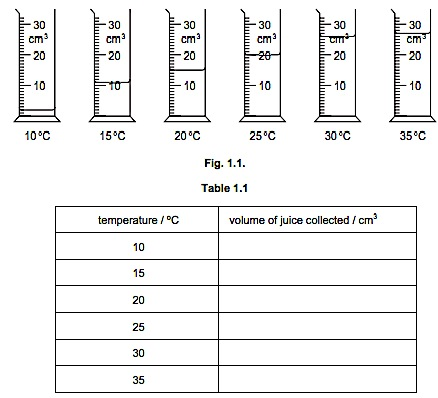 30 30 30 30 30 30
cm³ cm³ cm³ cm³ cm³ cm³
20 20 20 20 20 20
10 10 10 10 10 10
10 °C 15 °C 20 °C 25 °C 30 °C 35 °C
Fig. 1.1.
Table 1.1
temperature / °C volume of juice collected / cm³
10
15
20
25
30
35